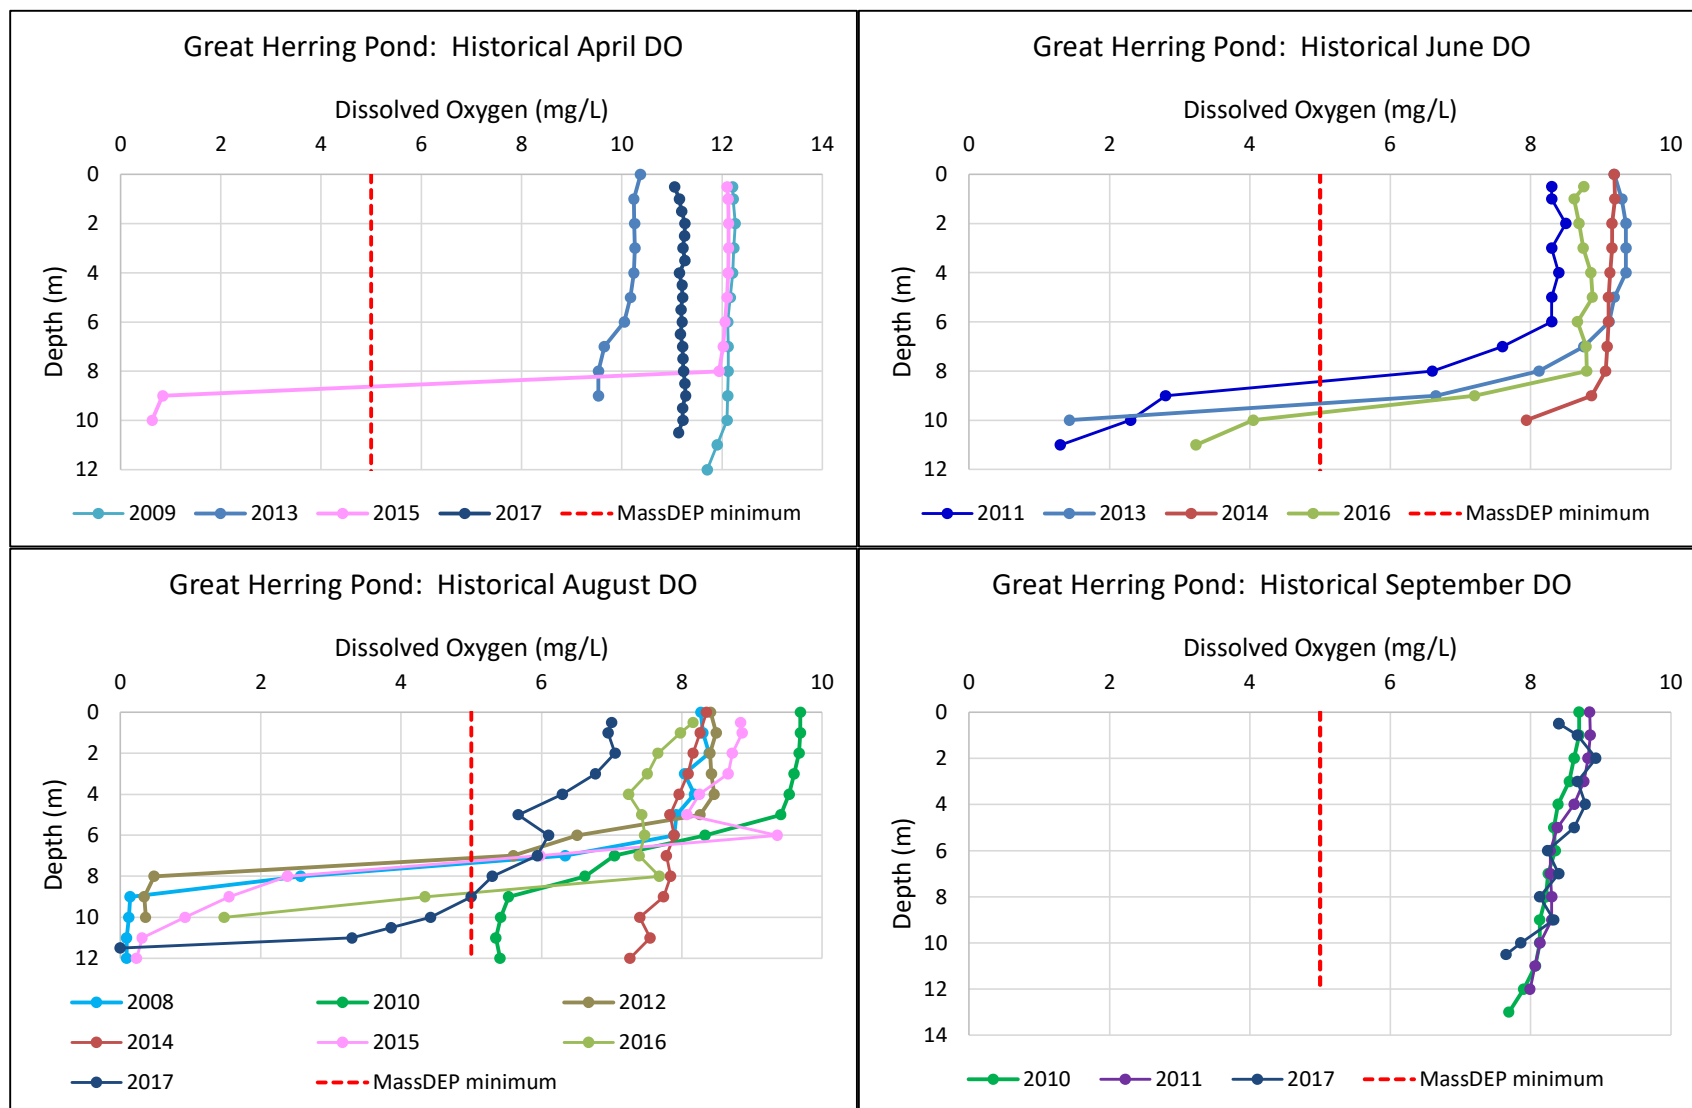 Great Herring Pond:  Historical April DO
Dissolved Oxygen (mg/L)
0 2 4 6 8 10 12 14
0
2
4
6
8
10
12
Depth (m)
2009 2013 2015 2017 MassDEP minimum
Great Herring Pond:  Historical June DO
Dissolved Oxygen (mg/L)
0 2 4 6 8 10
0
2
4
6
8
10
12
Depth (m)
2011 2013 2014 2016 MassDEP minimum
Great Herring Pond:  Historical August DO
Dissolved Oxygen (mg/L)
0 2 4 6 8 10
0
2
4
6
8
10
12
Depth (m)
2008 2010 2012
2014 2015 2016
2017 MassDEP minimum
Great Herring Pond:  Historical September DO
Dissolved Oxygen (mg/L)
0 2 4 6 8 10
0
2
4
6
8
10
12
14
Depth (m)
2010 2011 2017 MassDEP minimum